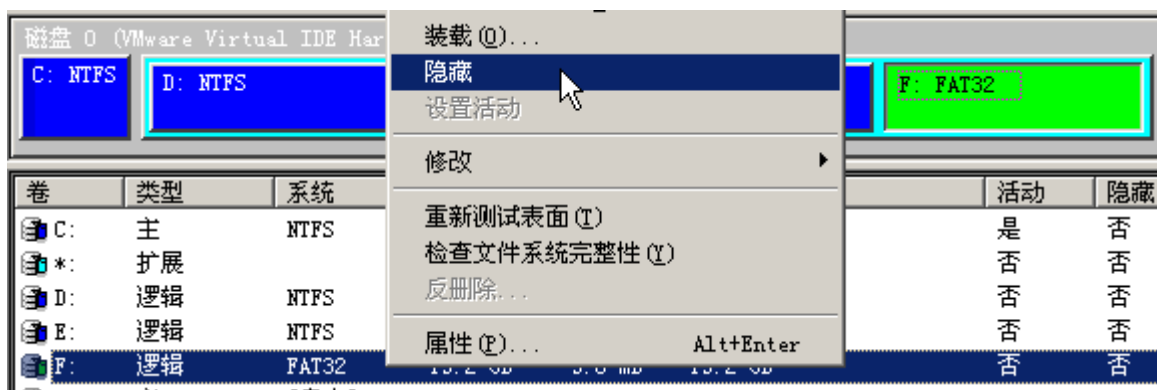 磁盘 0 (VMware Virtual IDE Har
C: NTFS
D: NTFS
F: FAT32
装载(O)...
隐藏
设置活动
修改
重新测试表面(T)
检查文件系统完整性(Y)
反删除...
属性(P)... Alt+Enter
卷 类型 系统 活动 隐藏
C: 主 NTFS 是 否
*: 扩展 否 否
D: 逻辑 NTFS 否 否
E: 逻辑 NTFS 否 否
F: 逻辑 FAT32 否 否